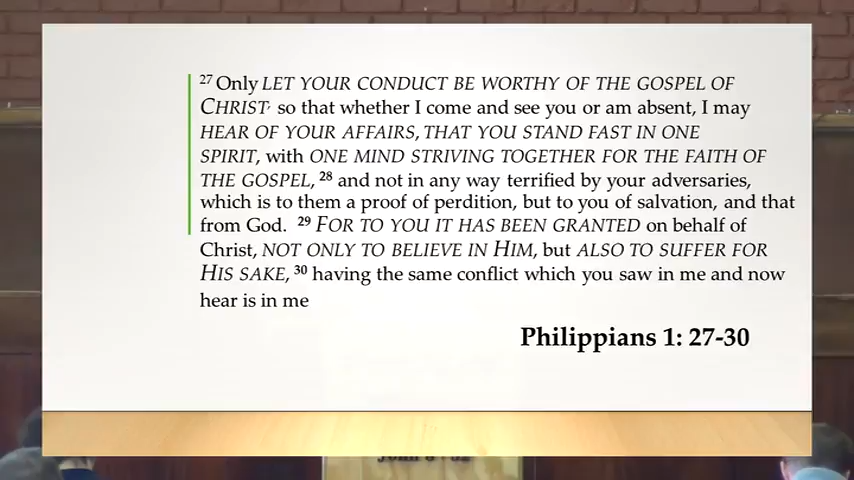 27 Only LET YOUR CONDUCT BE WORTHY OF THE GOSPEL OF
CHRIST, so that whether I come and see you or am absent, I may
HEAR OF YOUR AFFAIRS, THAT YOU STAND FAST IN ONE
SPIRIT, with ONE MIND STRIVING TOGETHER FOR THE FAITH OF
THE GOSPEL, 28 and not in any way terrified by your adversaries,
which is to them a proof of perdition, but to you of salvation, and that
from God. 29 FOR TO YOU IT HAS BEEN GRANTED on behalf of
Christ, NOT ONLY TO BELIEVE IN HIM, but ALSO TO SUFFER FOR
HIS SAKE, 30 having the same conflict which you saw in me and now
hear is in me
Philippians 1: 27-30